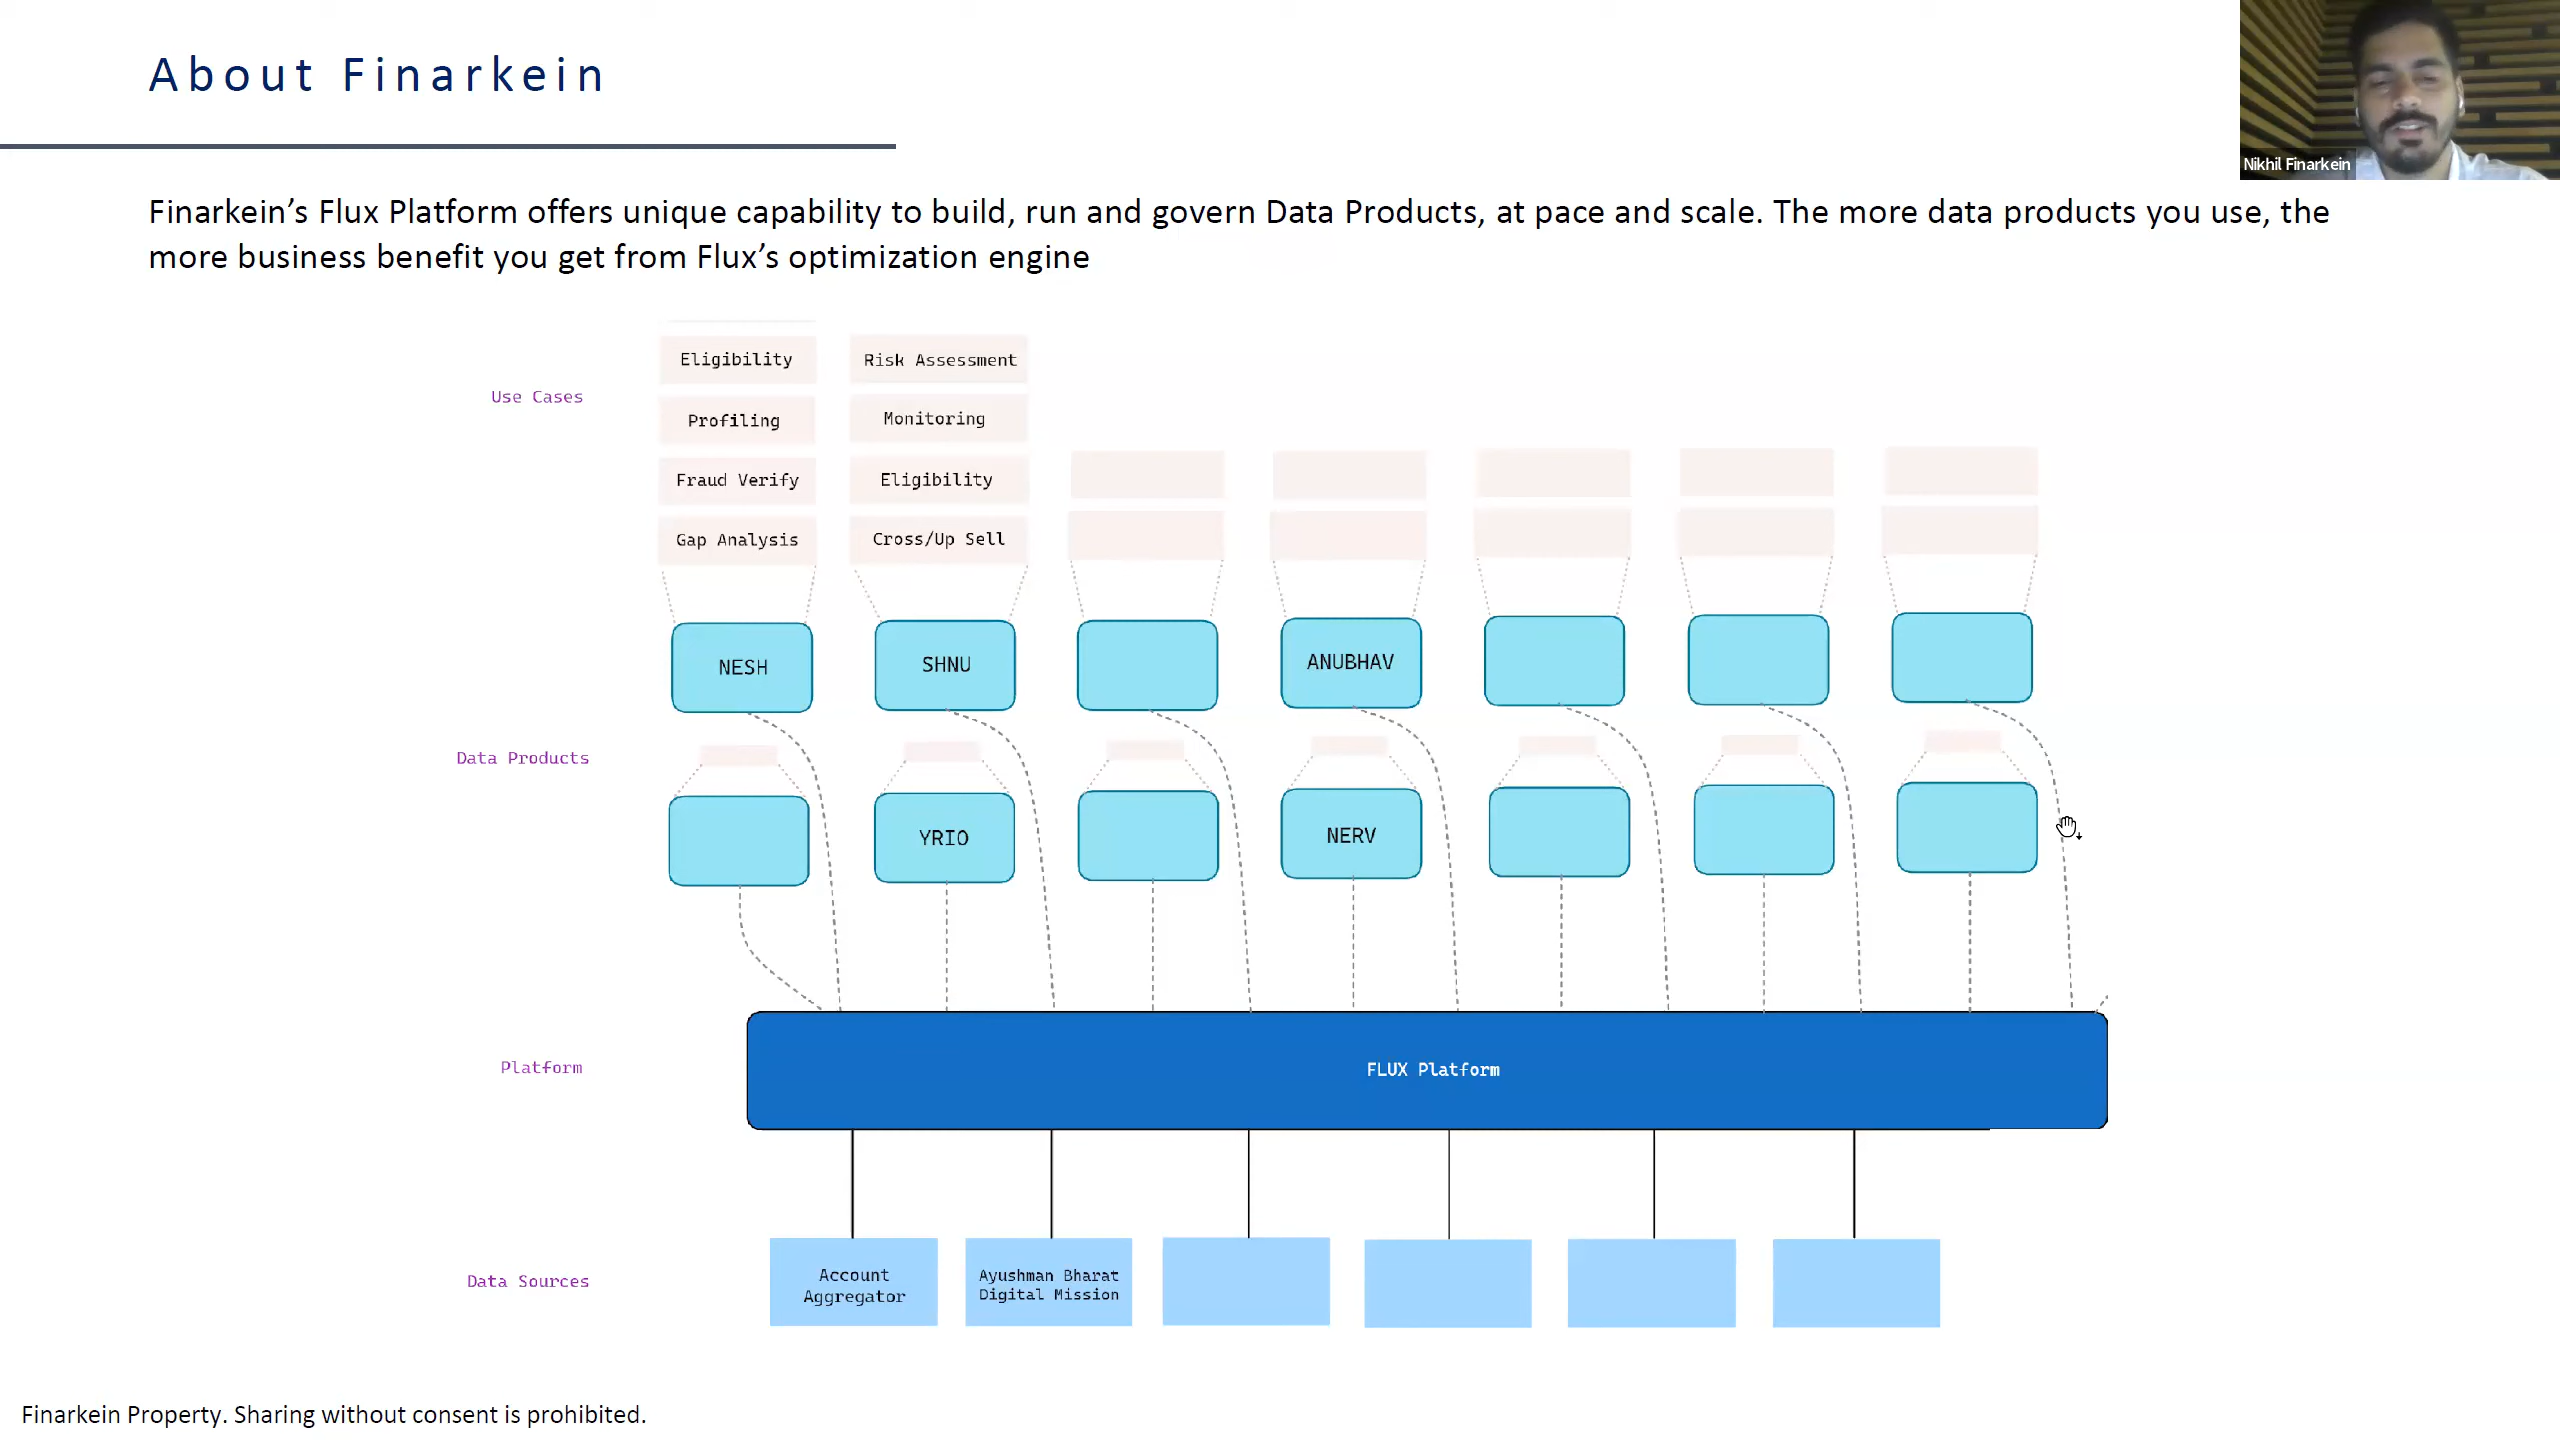 About Finarkein
Nikhil Finarkein
Finarkein’s Flux Platform offers unique capability to build, run and govern Data Products, at pace and scale. The more data products you use, the
more business benefit you get from Flux’s optimization engine
Use Cases
Eligibility
Risk Assessment
Profiling
Monitoring
Fraud Verify
Eligibility
Gap Analysis
Cross/Up Sell
NESH
SHNU
ANUBHAV
Data Products
YRIO
NERV
Platform
FLUX Platform
Data Sources
Account
Aggregator
Ayushman Bharat
Digital Mission
Finarkein Property. Sharing without consent is prohibited.